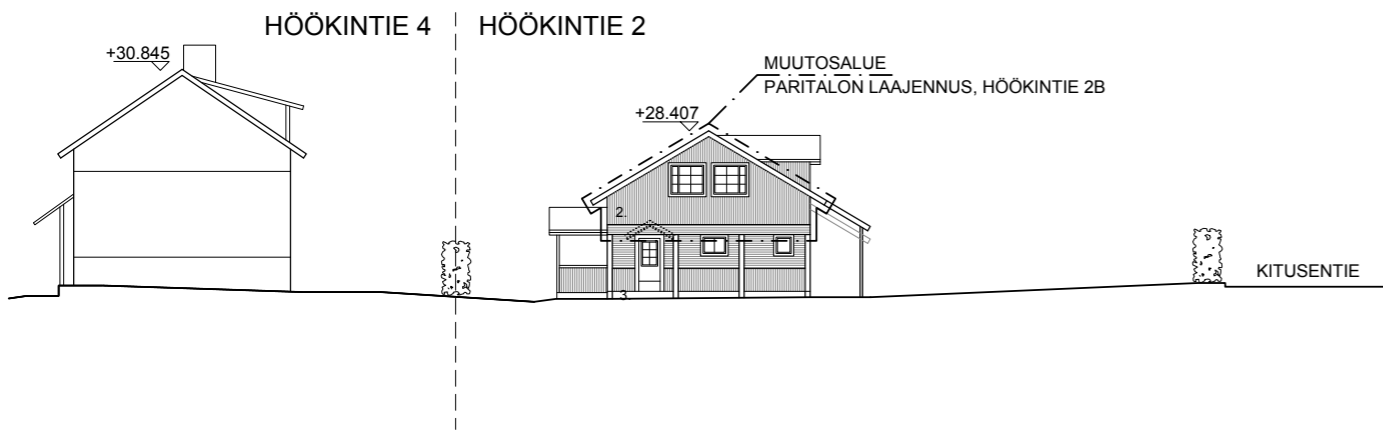 HÖÖKINTIE 4
HÖÖKINTIE 2
+30.845
MUUTOSALUE
PARITALON LAAJENNUS, HÖÖKINTIE 2B
+28.407
2.
KITUSENTIE
3.